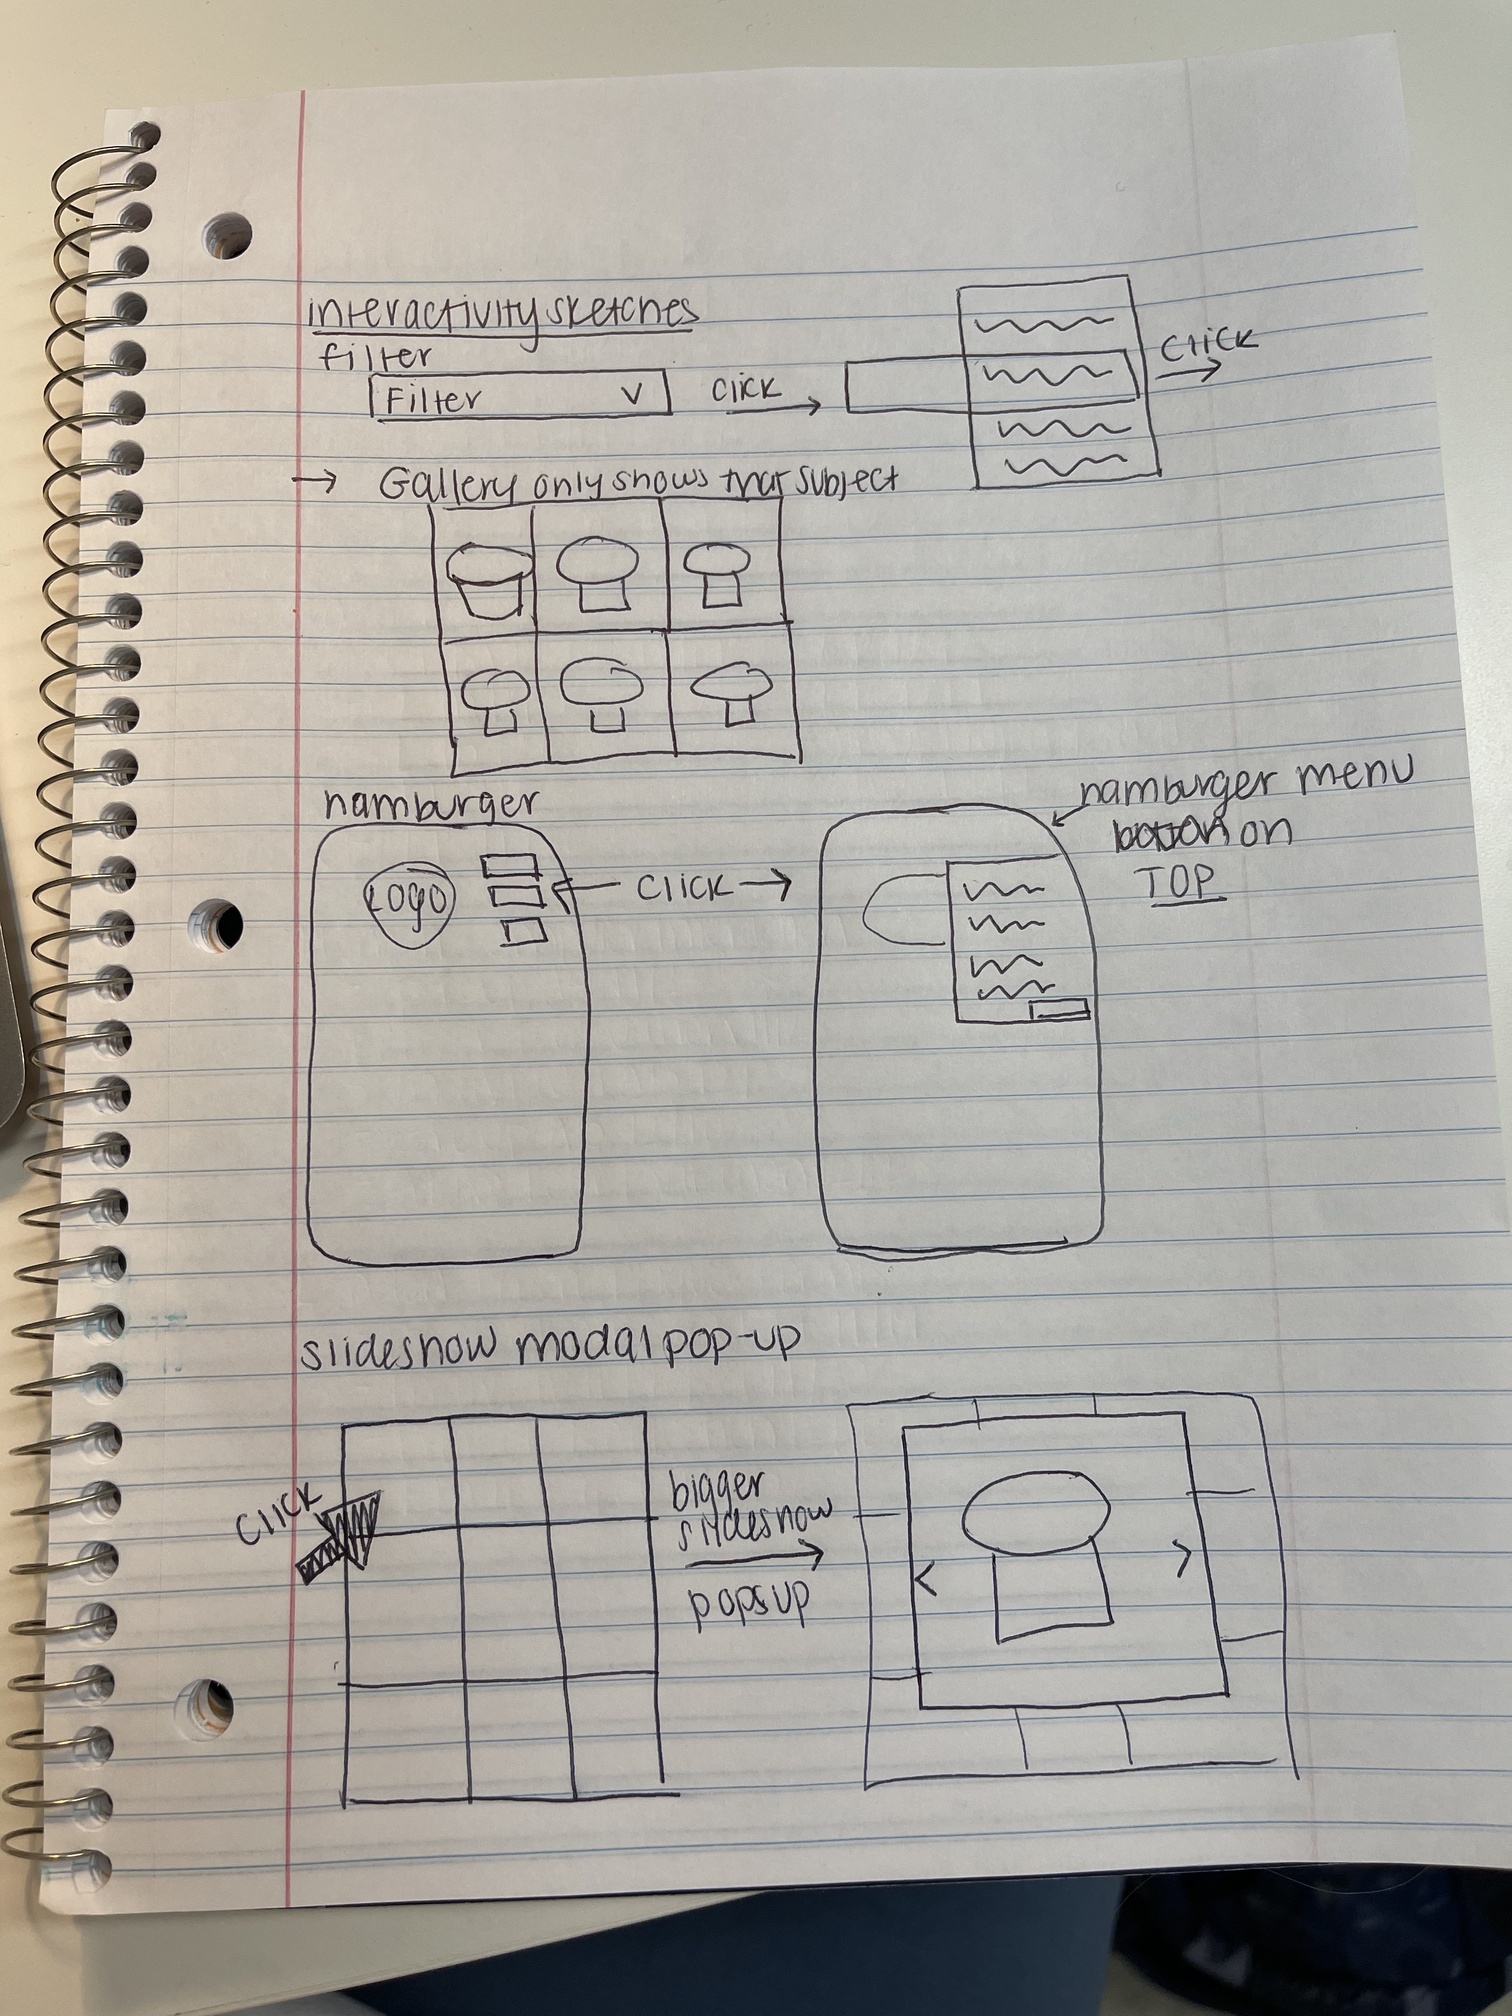 interactivity sketches
filter
Filter V
click
click
→ Gallery only shows that subject
hamburger
Logo
click
hamburger menu
on
TOP
slideshow modal pop-up
click
bigger
slideshow
pops up